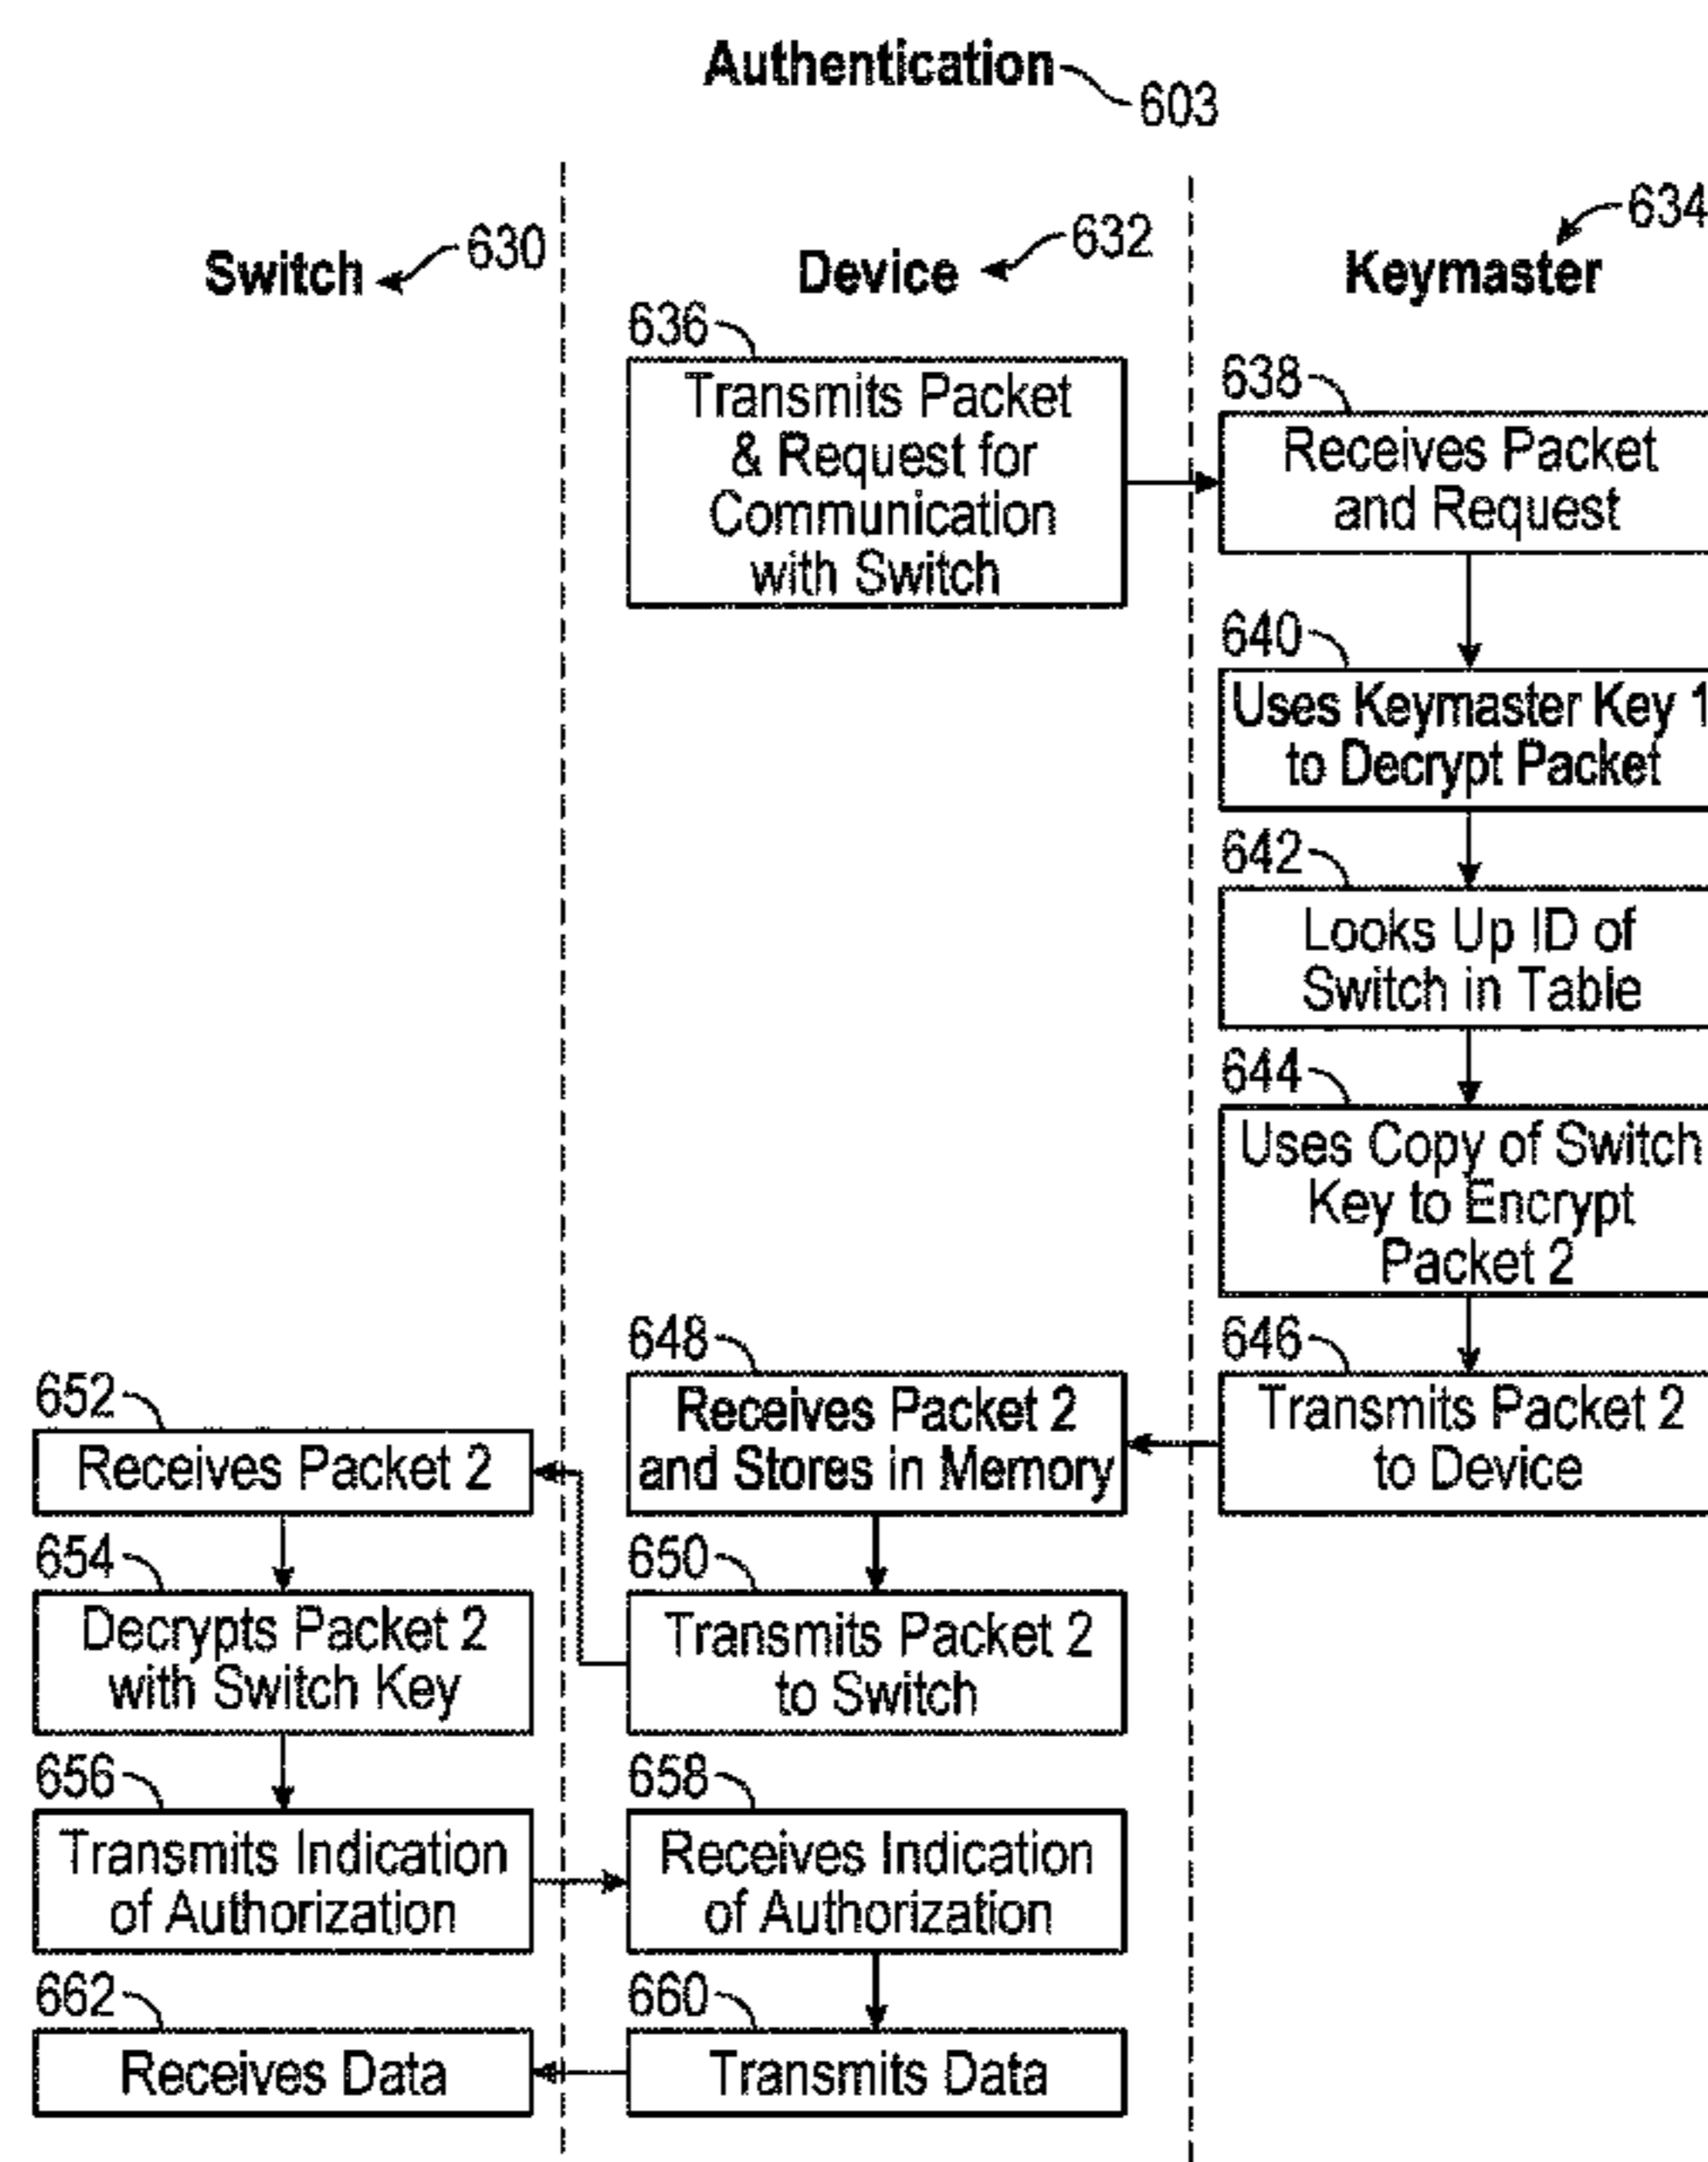 Authentication
603
Switch
630
Device
632
Keymaster
634
636
Transmits Packet
& Request for
Communication
with Switch
638
Receives Packet
and Request
640
Uses Keymaster Key 1
to Decrypt Packet
642
Looks Up ID of
Switch in Table
644
Uses Copy of Switch
Key to Encrypt
Packet 2
646
Transmits Packet 2
to Device
648
Receives Packet 2
and Stores in Memory
650
Transmits Packet 2
to Switch
652
Receives Packet 2
654
Decrypts Packet 2
with Switch Key
656
Transmits Indication
of Authorization
658
Receives Indication
of Authorization
660
Transmits Data
662
Receives Data